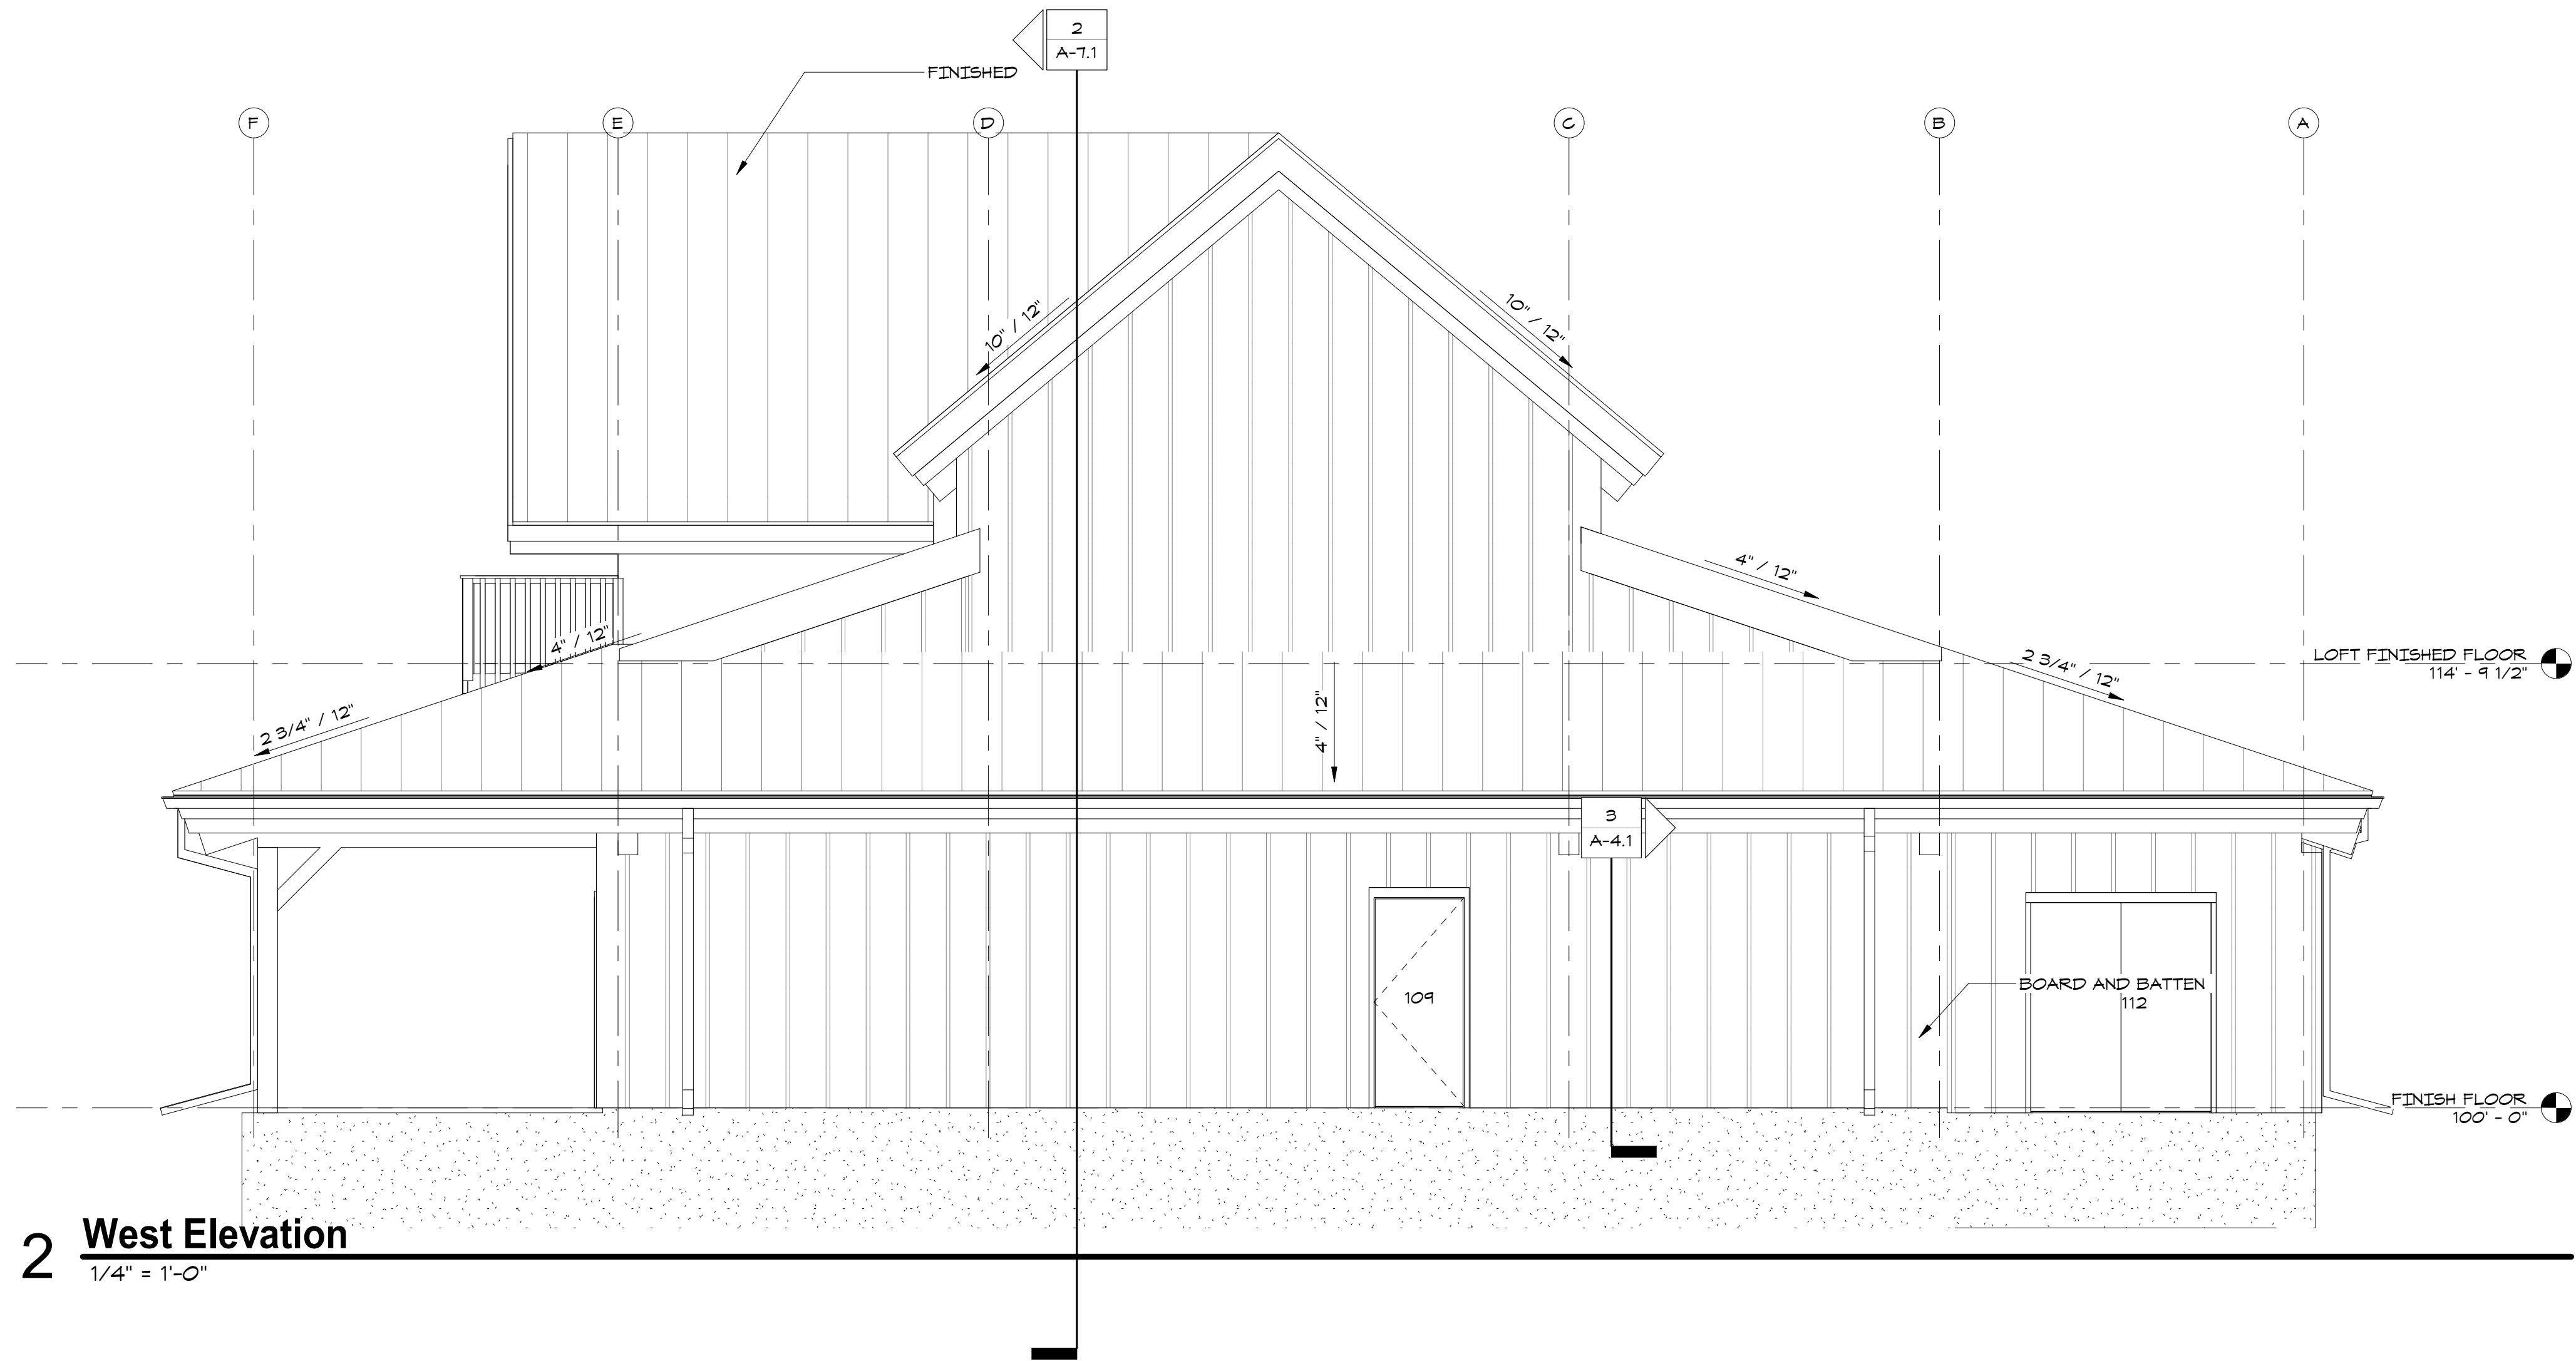 2
A-7.1
FINISHED
F
E
D
C
B
A
10" / 12"
10" / 12"
4" / 12"
4" / 12"
2 3/4" / 12"
LOFT FINISHED FLOOR
114' - 9 1/2"
2 3/4" / 12"
4" / 12"
3
A-4.1
109
BOARD AND BATTEN
112
FINISH FLOOR
100' - 0"
2
West Elevation
1/4" = 1'-0"